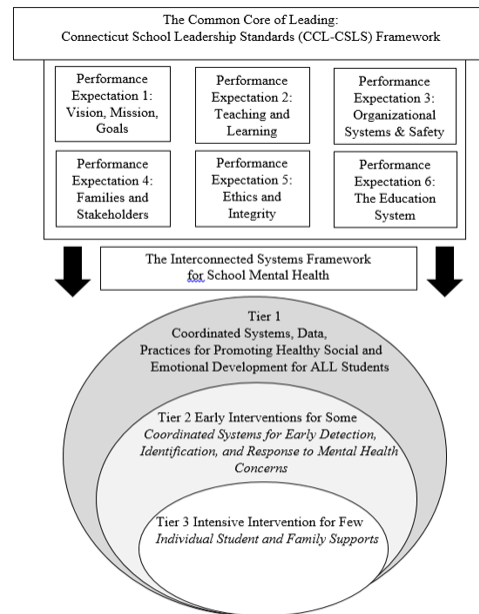 The Common Core of Leading:
Connecticut School Leadership Standards (CCL-CSLS) Framework
Performance
Expectation 1:
Vision, Mission,
Goals
Performance
Expectation 2:
Teaching and
Learning
Performance
Expectation 3:
Organizational
Systems & Safety
Performance
Expectation 4:
Families and
Stakeholders
Performance
Expectation 5:
Ethics and
Integrity
Performance
Expectation 6:
The Education
System
The Interconnected Systems Framework
for School Mental Health
Tier 1
Coordinated Systems, Data,
Practices for Promoting Healthy Social and
Emotional Development for ALL Students
Tier 2 Early Interventions for Some
Coordinated Systems for Early Detection,
Identification, and Response to Mental Health
Concerns
Tier 3 Intensive Intervention for Few
Individual Student and Family Supports